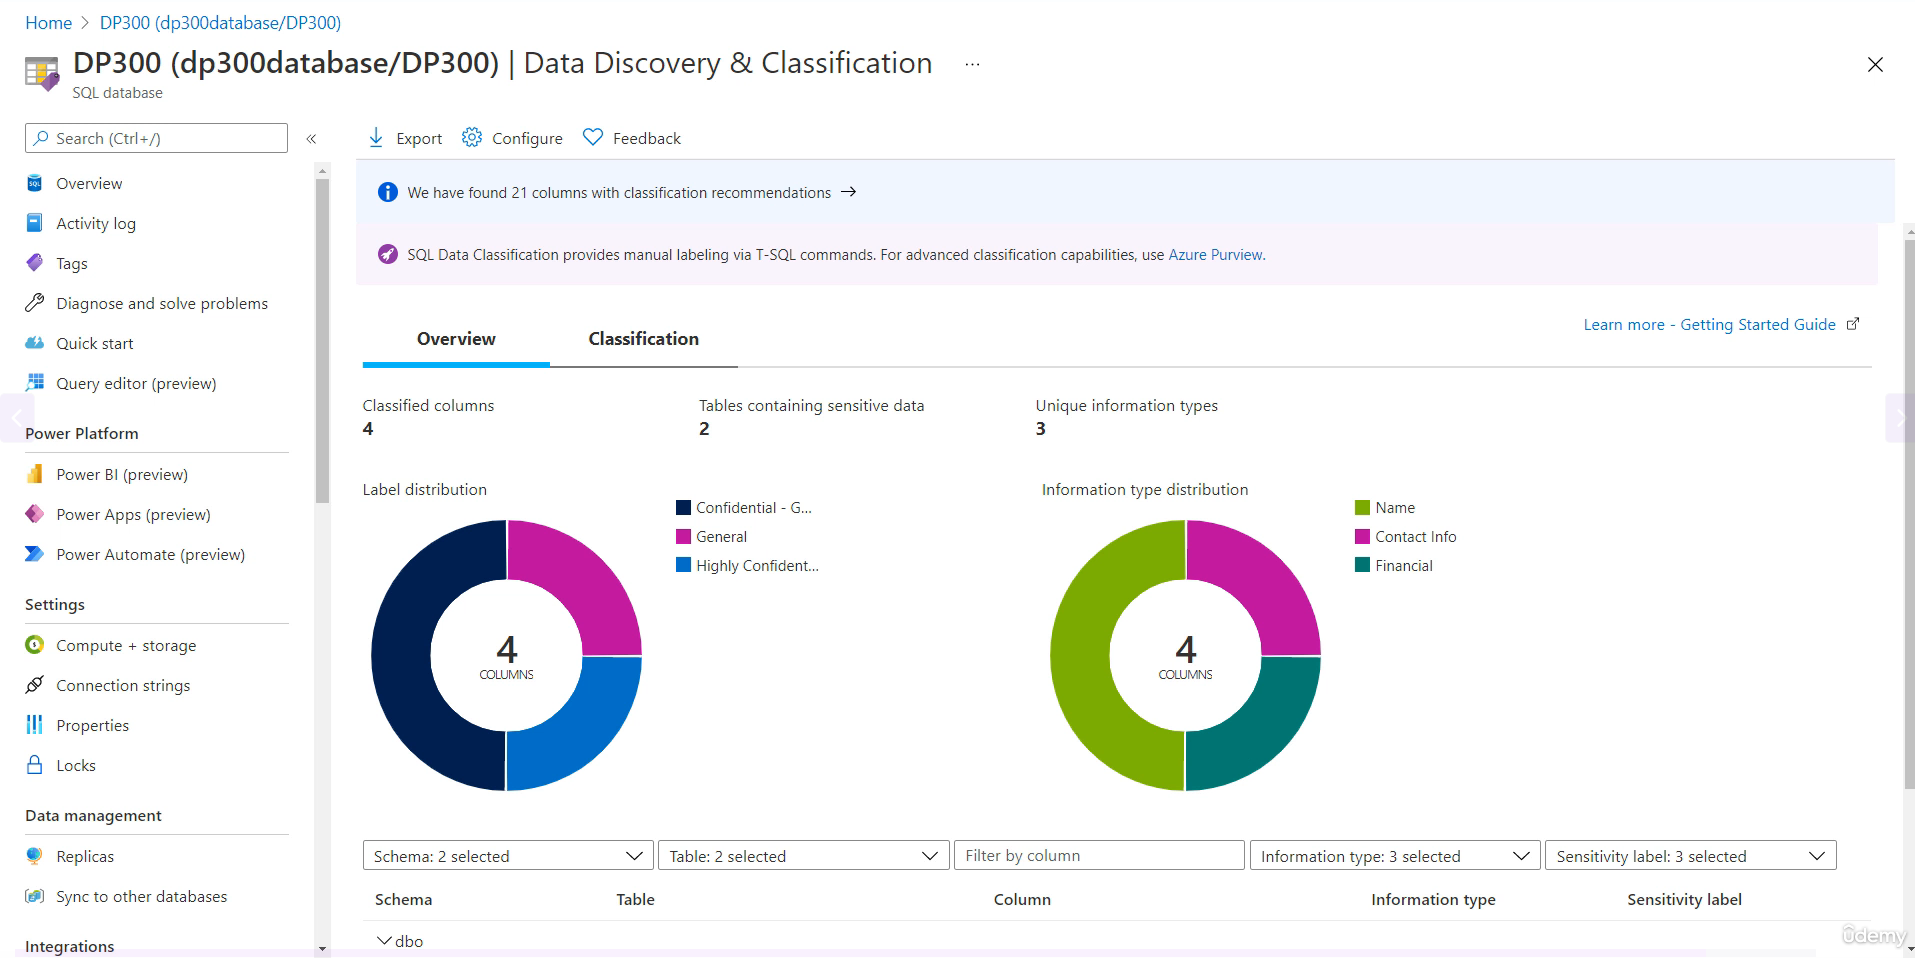 Home > DP300 (dp300database/DP300)
DP300 (dp300database/DP300) | Data Discovery & Classification ...
SQL database
Search (Ctrl+/)
«
Export
Configure
Feedback
Overview
Activity log
Tags
Diagnose and solve problems
Quick start
Query editor (preview)
Power Platform
Power BI (preview)
Power Apps (preview)
Power Automate (preview)
Settings
Compute + storage
Connection strings
Properties
Locks
Data management
Replicas
Sync to other databases
Integrations
We have found 21 columns with classification recommendations →
SQL Data Classification provides manual labeling via T-SQL commands. For advanced classification capabilities, use Azure Purview.
Overview
Classification
Learn more - Getting Started Guide
Classified columns
4
Tables containing sensitive data
2
Unique information types
3
Label distribution
4
COLUMNS
Confidential - G...
General
Highly Confident...
Information type distribution
4
COLUMNS
Name
Contact Info
Financial
Schema: 2 selected
Table: 2 selected
Filter by column
Information type: 3 selected
Sensitivity label: 3 selected
Schema
Table
Column
Information type
Sensitivity label
dbo
ûdemy